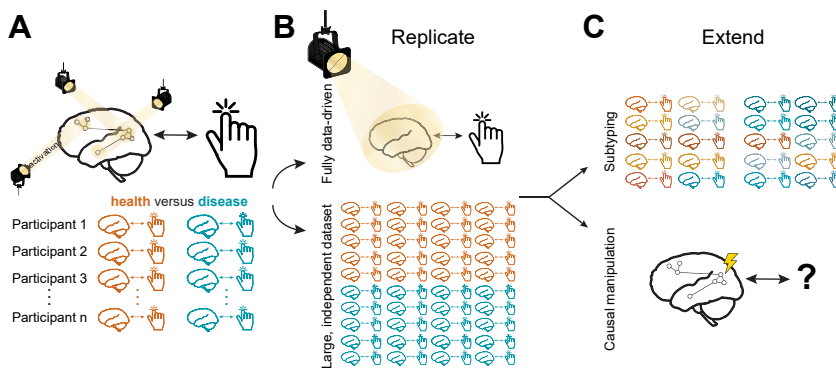 A
B
Replicate
C
Extend
Fully data-driven
Subtyping
health versus disease
Participant 1
Participant 2
Participant 3
Participant n
Large, independent dataset
Causal manipulation
?